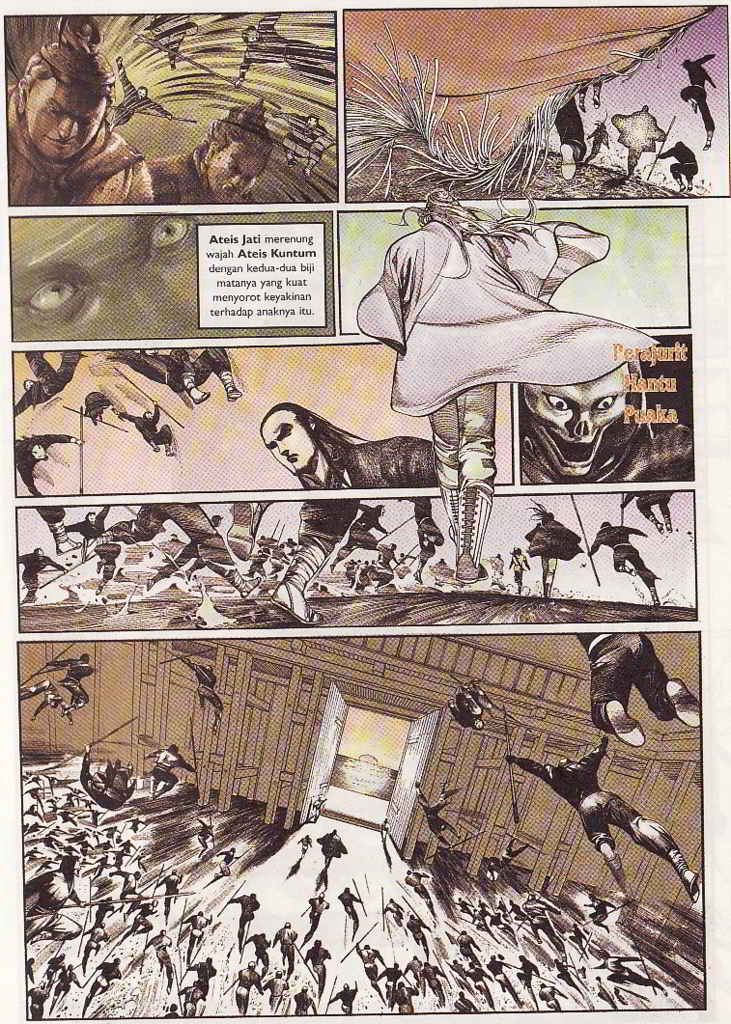 Ateis Jati merenung
wajah Ateis Kuntum
dengan kedua-dua biji
matanya yang kuat
menyorot keyakinan
terhadap anaknya itu.
Perajurit
Hantu
Puaka